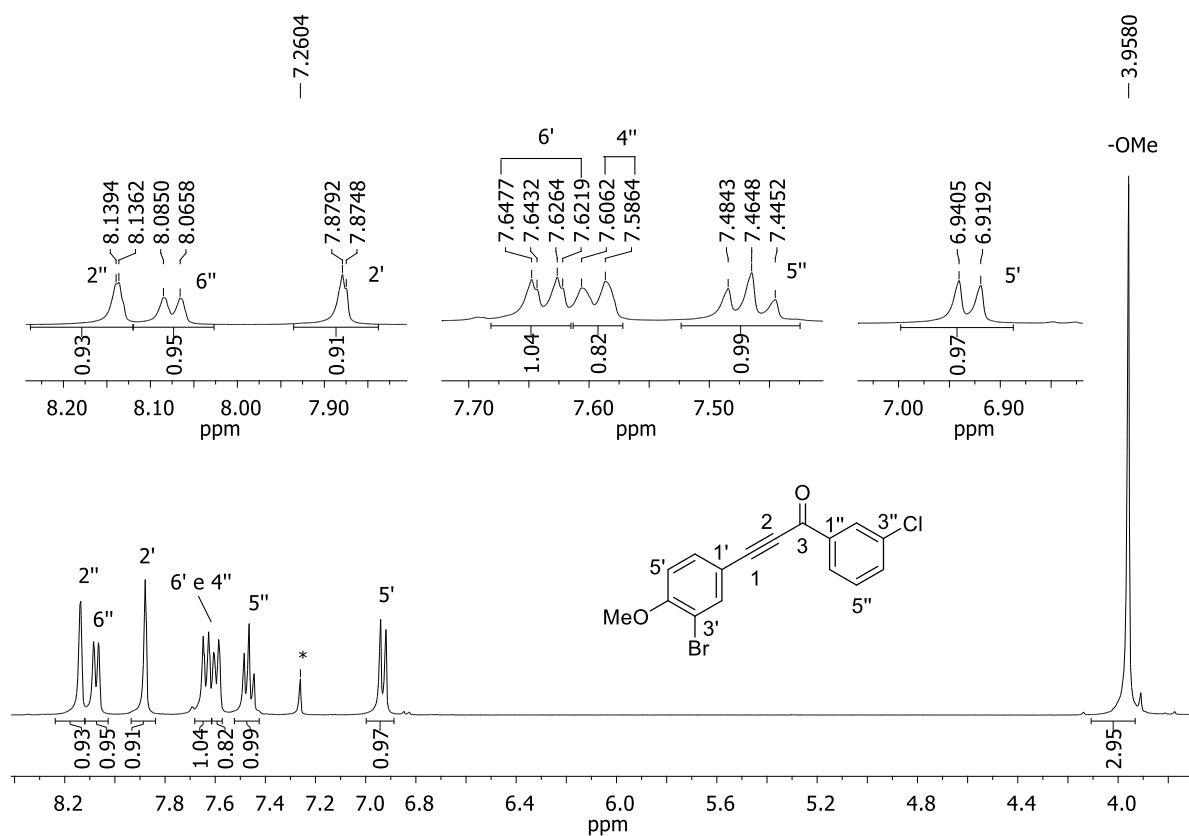 7.2604
3.9580
-OMe
6' 4''
8.1394 8.1362 8.0850 8.0658 7.8792 7.8748 7.6477 7.6432 7.6264 7.6219 7.6062 7.5864 7.4843 7.4648 7.4452 6.9405 6.9192
2'' 6'' 2' 5'' 5'
0.93 0.95 0.91 1.04 0.82 0.99 0.97
8.20 8.10 8.00 7.90 7.70 7.60 7.50 7.00 6.90
ppm ppm ppm
O
2 1'' 3'' Cl
3
1' 1
5' 5''
MeO 3'
Br
2'' 6'' 2' 6' e 4'' 5'' * 5'
0.93 0.95 0.91 1.04 0.82 0.99 0.97 2.95
8.2 7.8 7.6 7.4 7.2 7.0 6.8 6.4 6.0 5.6 5.2 4.8 4.4 4.0
ppm